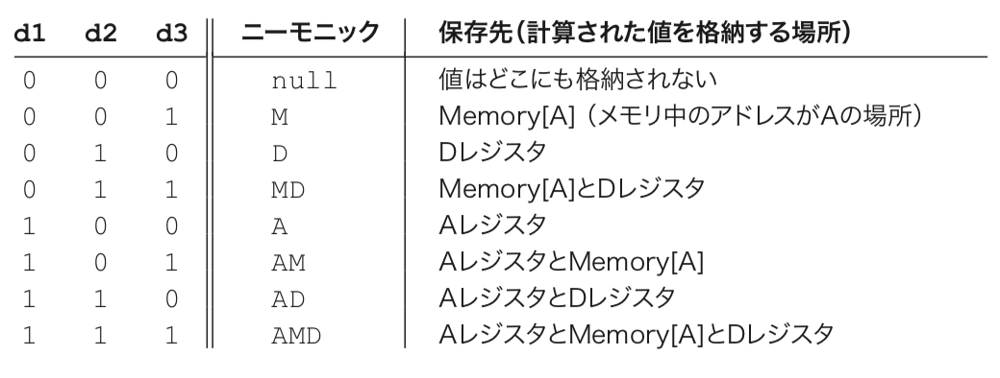 d1 d2 d3 ニーモニック 保存先（計算された値を格納する場所）
0 0 0 null 値はどこにも格納されない
0 0 1 M Memory[A]（メモリ中のアドレスがAの場所）
0 1 0 D Dレジスタ
0 1 1 MD Memory[A]とDレジスタ
1 0 0 A Aレジスタ
1 0 1 AM AレジスタとMemory[A]
1 1 0 AD AレジスタとDレジスタ
1 1 1 AMD AレジスタとMemory[A]とDレジスタ